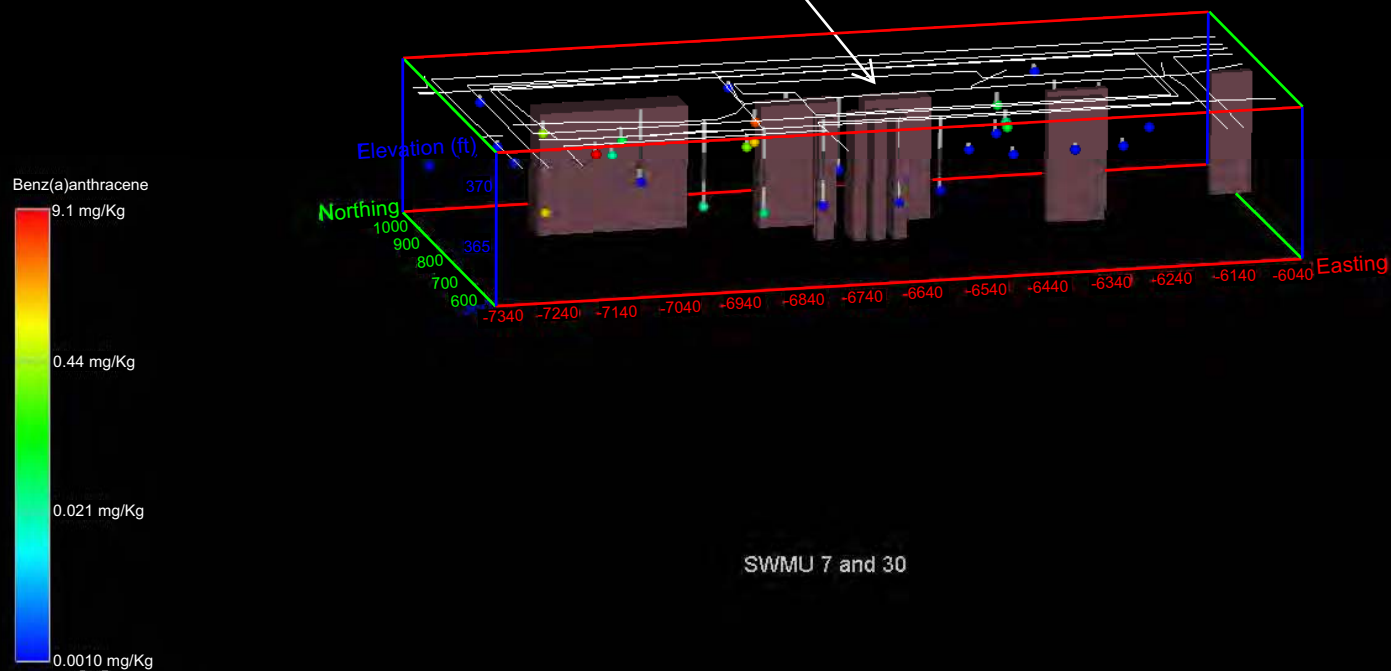 Benz(a)anthracene
9.1 mg/Kg
0.44 mg/Kg
0.021 mg/Kg
0.0010 mg/Kg
Elevation (ft)
370
365
Northing
1000
900
800
700
600
-7340 -7240 -7140 -7040 -6940 -6840 -6740 -6640 -6540 -6440 -6340 -6240 -6140 -6040 Easting
SWMU 7 and 30